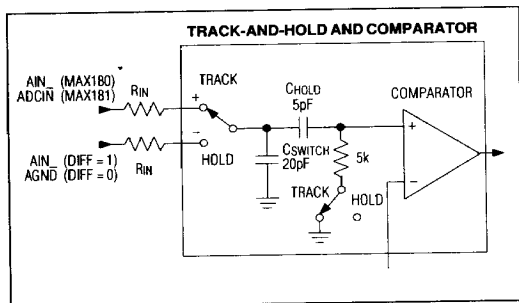 TRACK-AND-HOLD AND COMPARATOR
AIN_ (MAX180)
ADCIN (MAX181)
RIN
TRACK
+
CHOLD
5pF
COMPARATOR
+
−
HOLD
AIN_ (DIFF = 1)
AGND (DIFF = 0)
RIN
CSWITCH
20pF
5k
TRACK
HOLD
−